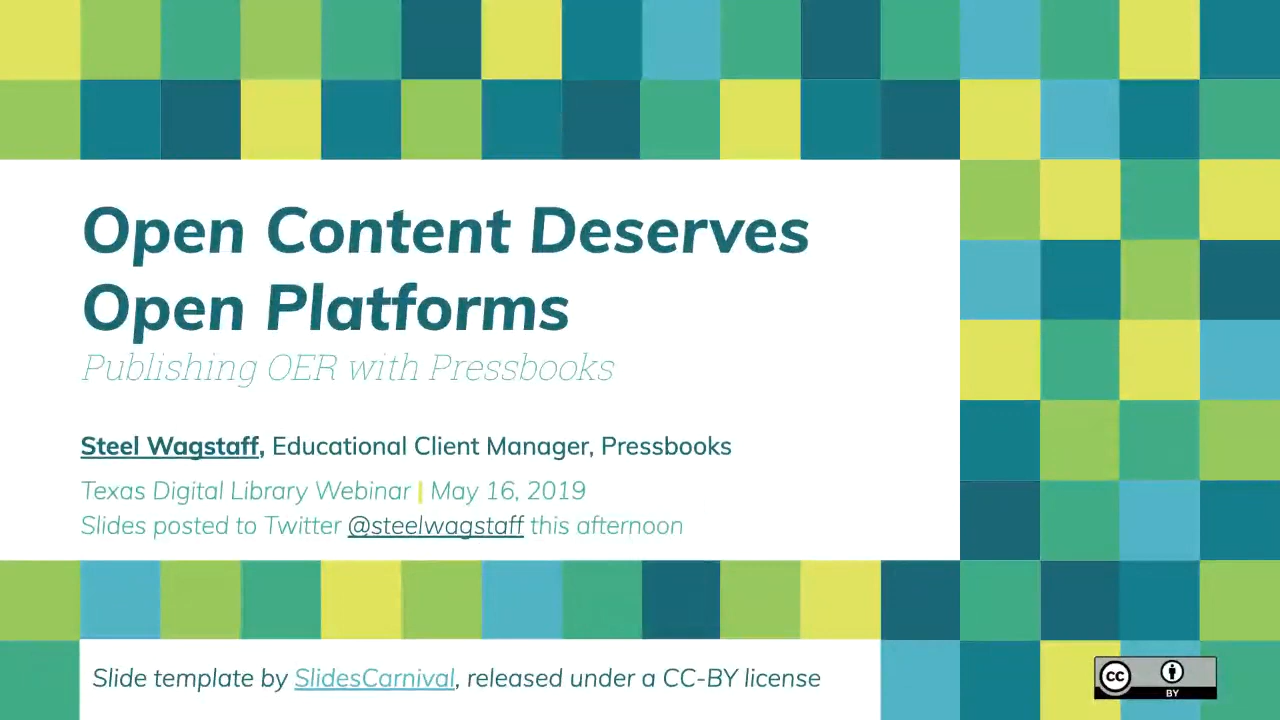 Open Content Deserves
Open Platforms
Publishing OER with Pressbooks
Steel Wagstaff, Educational Client Manager, Pressbooks
Texas Digital Library Webinar | May 16, 2019
Slides posted to Twitter @steelwagstaff this afternoon
Slide template by SlidesCarnival, released under a CC-BY license
cc
BY